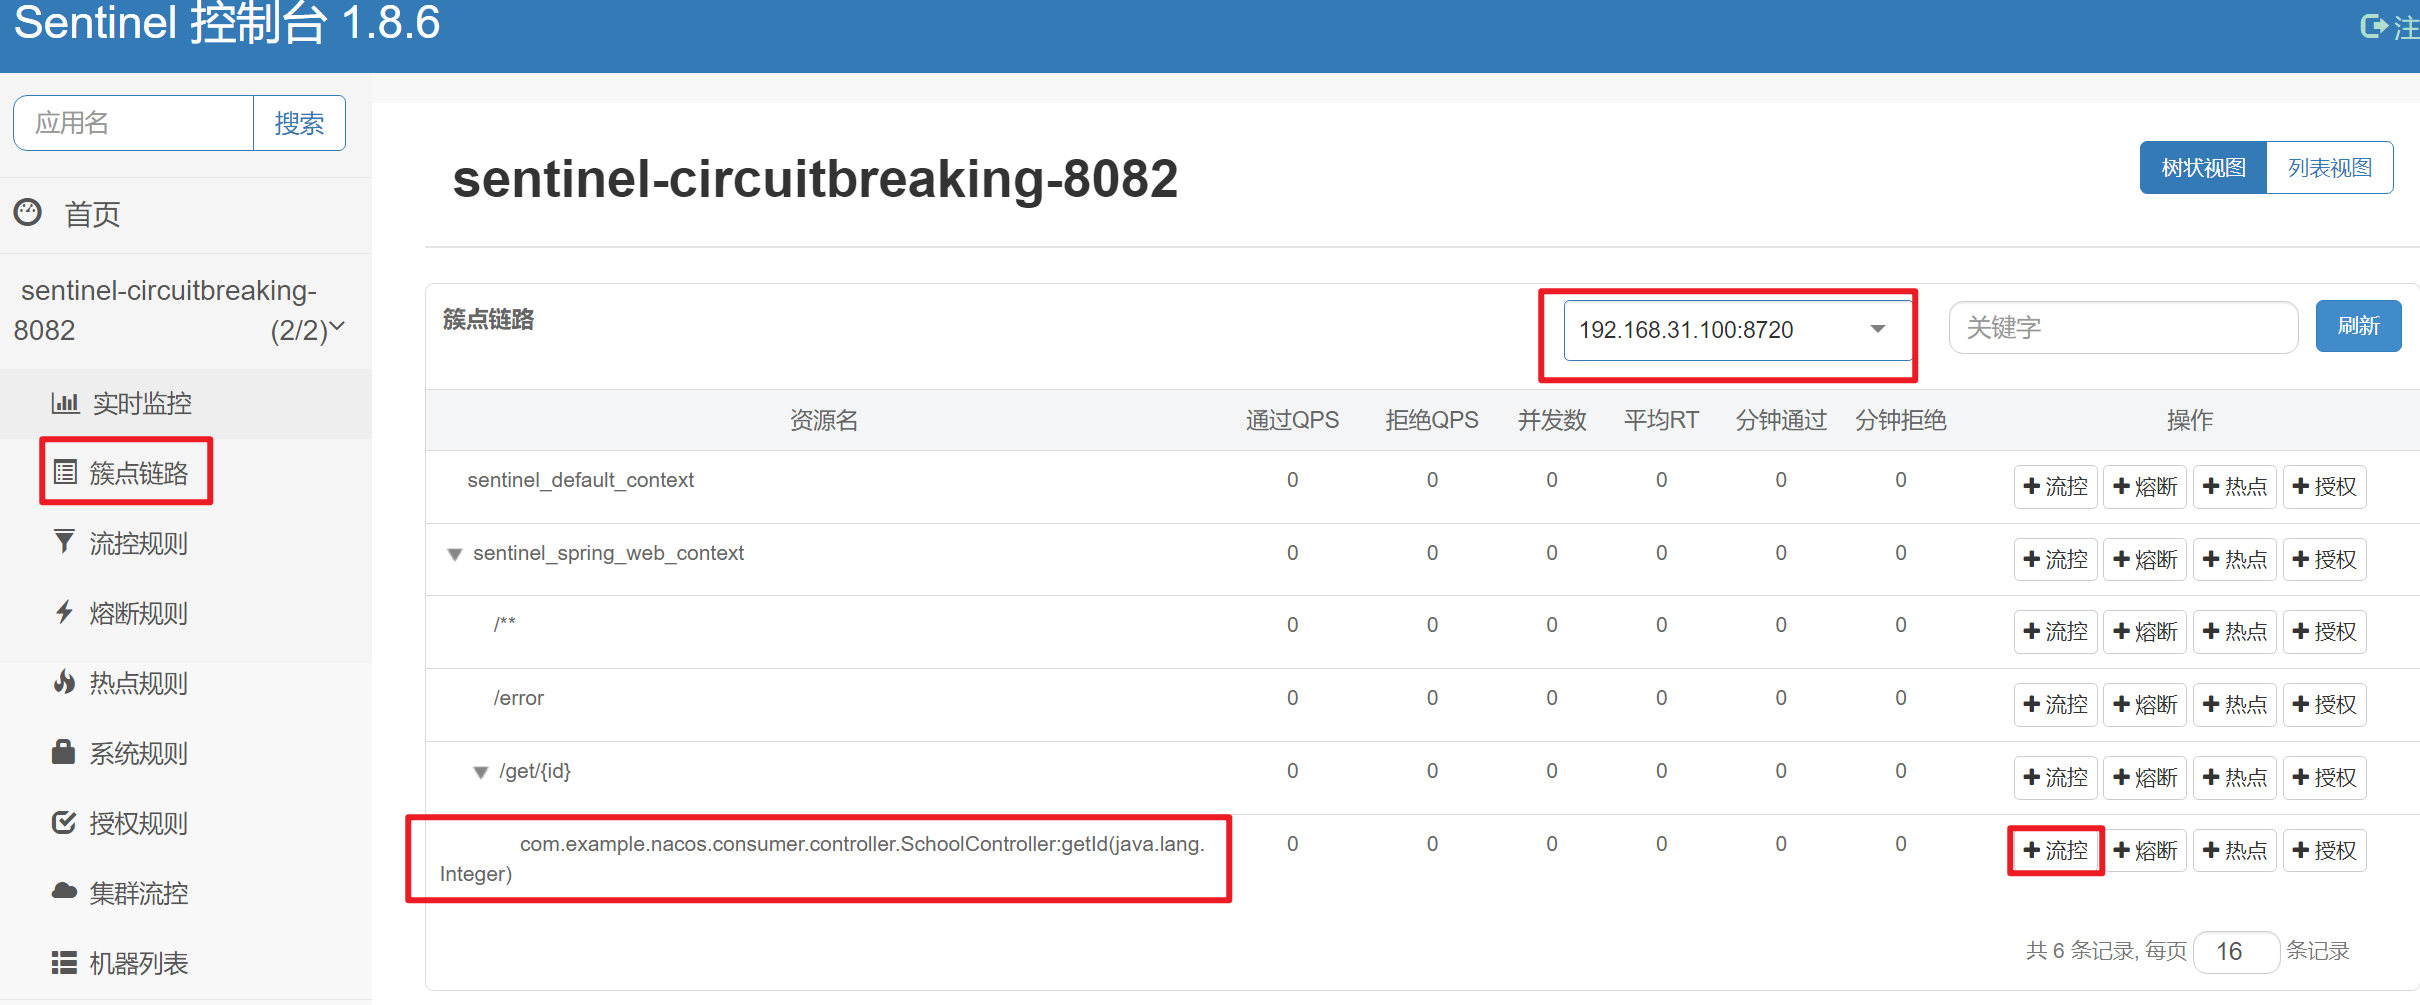 Sentinel 控制台 1.8.6
注
应用名
搜索
首页
sentinel-circuitbreaking-
8082 (2/2)
实时监控
簇点链路
流控规则
熔断规则
热点规则
系统规则
授权规则
集群流控
机器列表
sentinel-circuitbreaking-8082
树状视图 列表视图
簇点链路
192.168.31.100:8720
关键字
刷新
资源名 通过QPS 拒绝QPS 并发数 平均RT 分钟通过 分钟拒绝 操作
sentinel_default_context 0 0 0 0 0 0 流控 熔断 热点 授权
sentinel_spring_web_context 0 0 0 0 0 0 流控 熔断 热点 授权
/** 0 0 0 0 0 0 流控 熔断 热点 授权
/error 0 0 0 0 0 0 流控 熔断 热点 授权
/get/{id} 0 0 0 0 0 0 流控 熔断 热点 授权
com.example.nacos.consumer.controller.SchoolController:getId(java.lang. 0 0 0 0 0 0 流控 熔断 热点 授权
Integer)
共 6 条记录, 每页 16 条记录